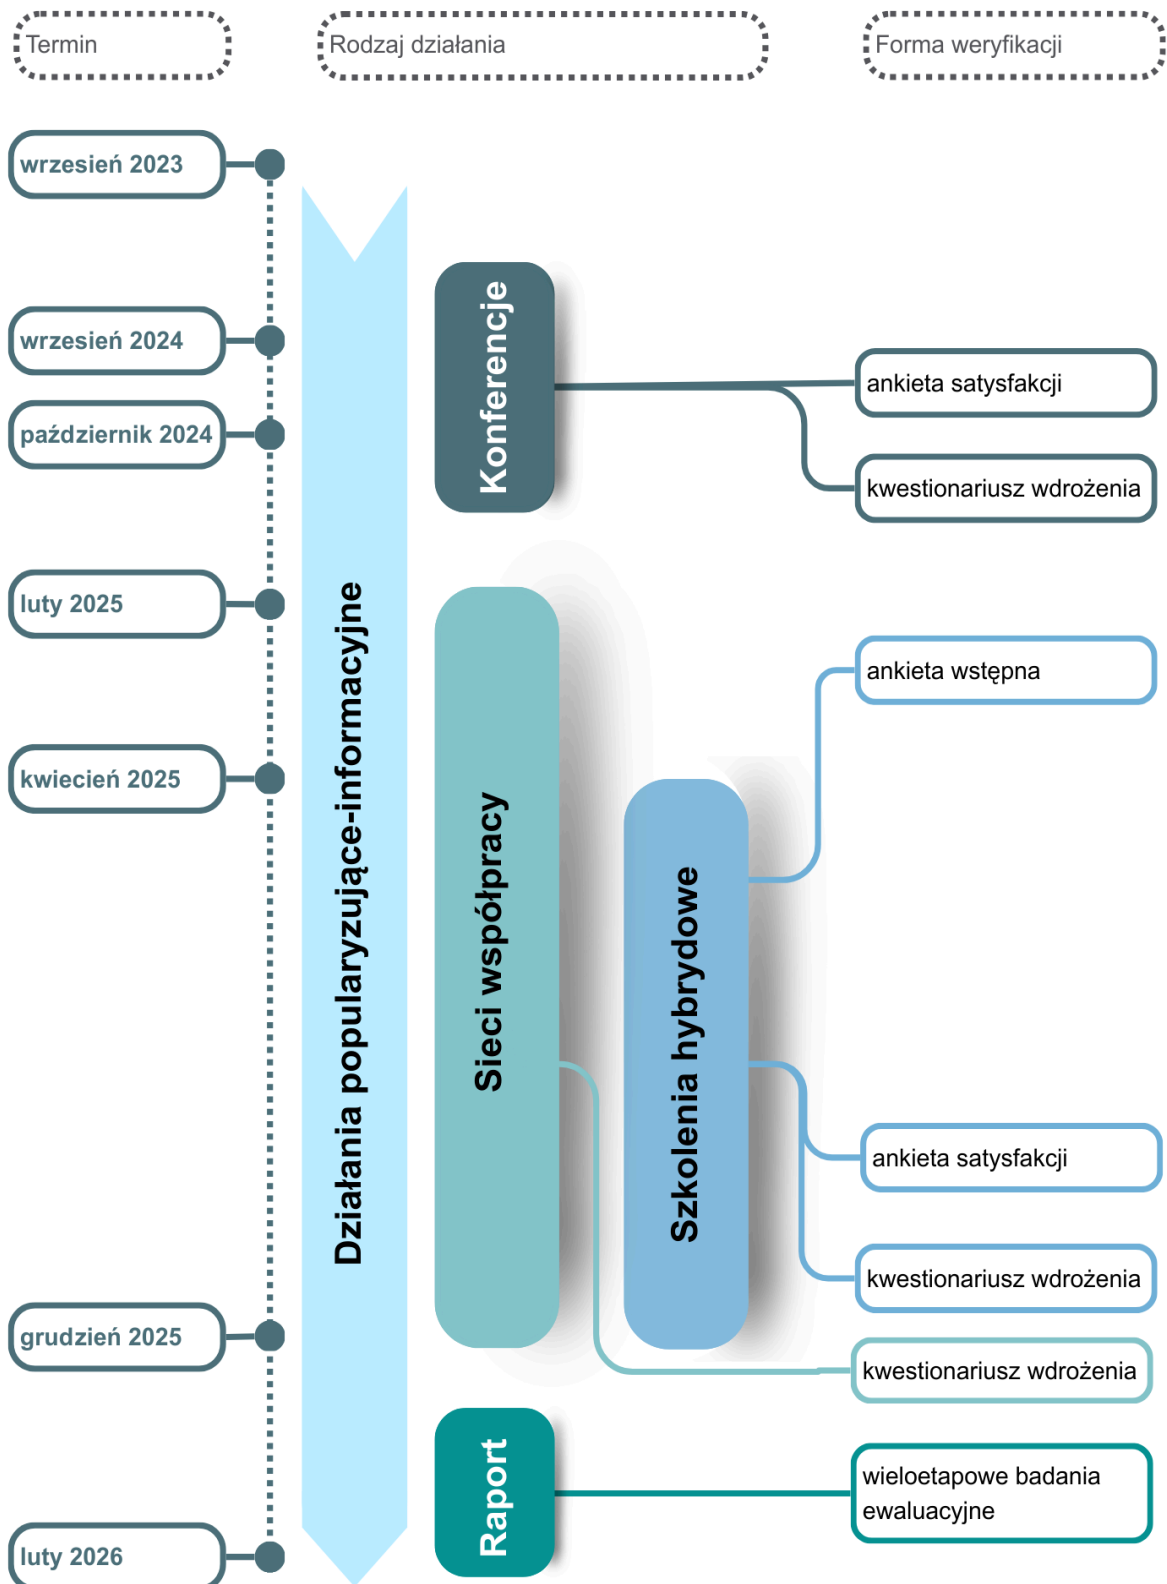 Termin
Rodzaj działania
Forma weryfikacji
wrzesień 2023
wrzesień 2024
październik 2024
luty 2025
kwiecień 2025
grudzień 2025
luty 2026
Działania popularyzujące-informacyjne
Konferencje
Sieci współpracy
Szkolenia hybrydowe
Raport
ankieta satysfakcji
kwestionariusz wdrożenia
ankieta wstępna
ankieta satysfakcji
kwestionariusz wdrożenia
kwestionariusz wdrożenia
wieloetapowe badania
ewaluacyjne